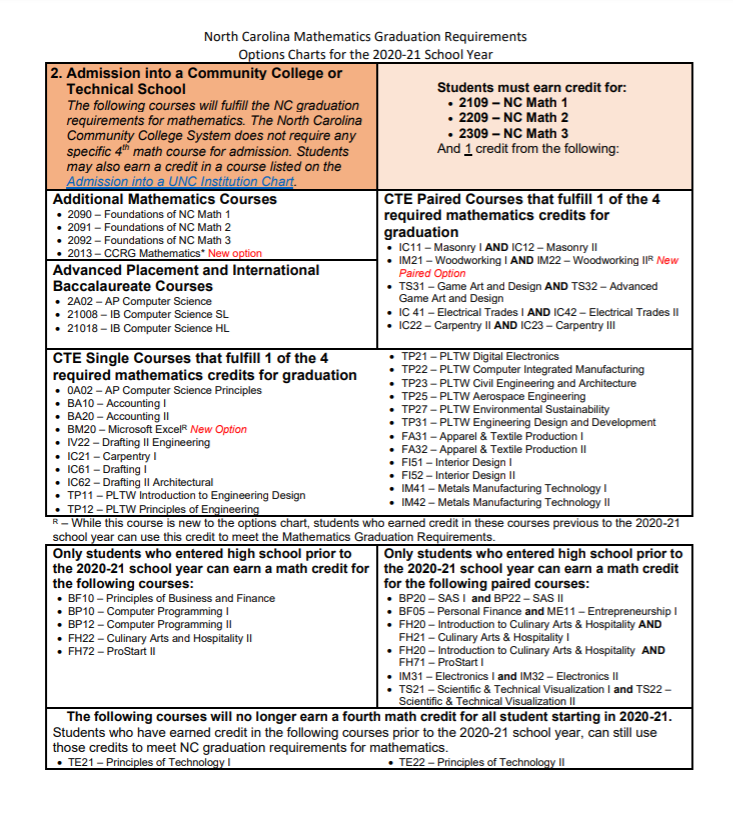 North Carolina Mathematics Graduation Requirements
Options Charts for the 2020-21 School Year
2. Admission into a Community College or
Technical School
The following courses will fulfill the NC graduation
requirements for mathematics. The North Carolina
Community College System does not require any
specific 4th math course for admission. Students
may also earn a credit in a course listed on the
Admission into a UNC Institution Chart.
Students must earn credit for:
• 2109 – NC Math 1
• 2209 – NC Math 2
• 2309 – NC Math 3
And 1 credit from the following:
Additional Mathematics Courses
• 2090 – Foundations of NC Math 1
• 2091 – Foundations of NC Math 2
• 2092 – Foundations of NC Math 3
• 2013 – CCRG Mathematics* New option
Advanced Placement and International
Baccalaureate Courses
• 2A02 – AP Computer Science
• 21008 – IB Computer Science SL
• 21018 – IB Computer Science HL
CTE Paired Courses that fulfill 1 of the 4
required mathematics credits for
graduation
• IC11 – Masonry I AND IC12 – Masonry II
• IM21 – Woodworking I AND IM22 – Woodworking IIR New
Paired Option
• TS31 – Game Art and Design AND TS32 – Advanced
Game Art and Design
• IC 41 – Electrical Trades I AND IC42 – Electrical Trades II
• IC22 – Carpentry II AND IC23 – Carpentry III
CTE Single Courses that fulfill 1 of the 4
required mathematics credits for graduation
• 0A02 – AP Computer Science Principles
• BA10 – Accounting I
• BA20 – Accounting II
• BM20 – Microsoft ExcelR New Option
• IV22 – Drafting II Engineering
• IC21 – Carpentry I
• IC61 – Drafting I
• IC62 – Drafting II Architectural
• TP11 – PLTW Introduction to Engineering Design
• TP12 – PLTW Principles of Engineering
• TP21 – PLTW Digital Electronics
• TP22 – PLTW Computer Integrated Manufacturing
• TP23 – PLTW Civil Engineering and Architecture
• TP25 – PLTW Aerospace Engineering
• TP27 – PLTW Environmental Sustainability
• TP31 – PLTW Engineering Design and Development
• FA31 – Apparel & Textile Production I
• FA32 – Apparel & Textile Production II
• FI51 – Interior Design I
• FI52 – Interior Design II
• IM41 – Metals Manufacturing Technology I
• IM42 – Metals Manufacturing Technology II
R – While this course is new to the options chart, students who earned credit in these courses previous to the 2020-21
school year can use this credit to meet the Mathematics Graduation Requirements.
Only students who entered high school prior to
the 2020-21 school year can earn a math credit for
the following courses:
• BF10 – Principles of Business and Finance
• BP10 – Computer Programming I
• BP12 – Computer Programming II
• FH22 – Culinary Arts and Hospitality II
• FH72 – ProStart II
Only students who entered high school prior to
the 2020-21 school year can earn a math credit
for the following paired courses:
• BP20 – SAS I and BP22 – SAS II
• BF05 – Personal Finance and ME11 – Entrepreneurship I
• FH20 – Introduction to Culinary Arts & Hospitality AND
FH21 – Culinary Arts & Hospitality I
• FH20 – Introduction to Culinary Arts & Hospitality AND
FH71 – ProStart I
• IM31 – Electronics I and IM32 – Electronics II
• TS21 – Scientific & Technical Visualization I and TS22 –
Scientific & Technical Visualization II
The following courses will no longer earn a fourth math credit for all student starting in 2020-21.
Students who have earned credit in the following courses prior to the 2020-21 school year, can still use
those credits to meet NC graduation requirements for mathematics.
• TE21 – Principles of Technology I
• TE22 – Principles of Technology II